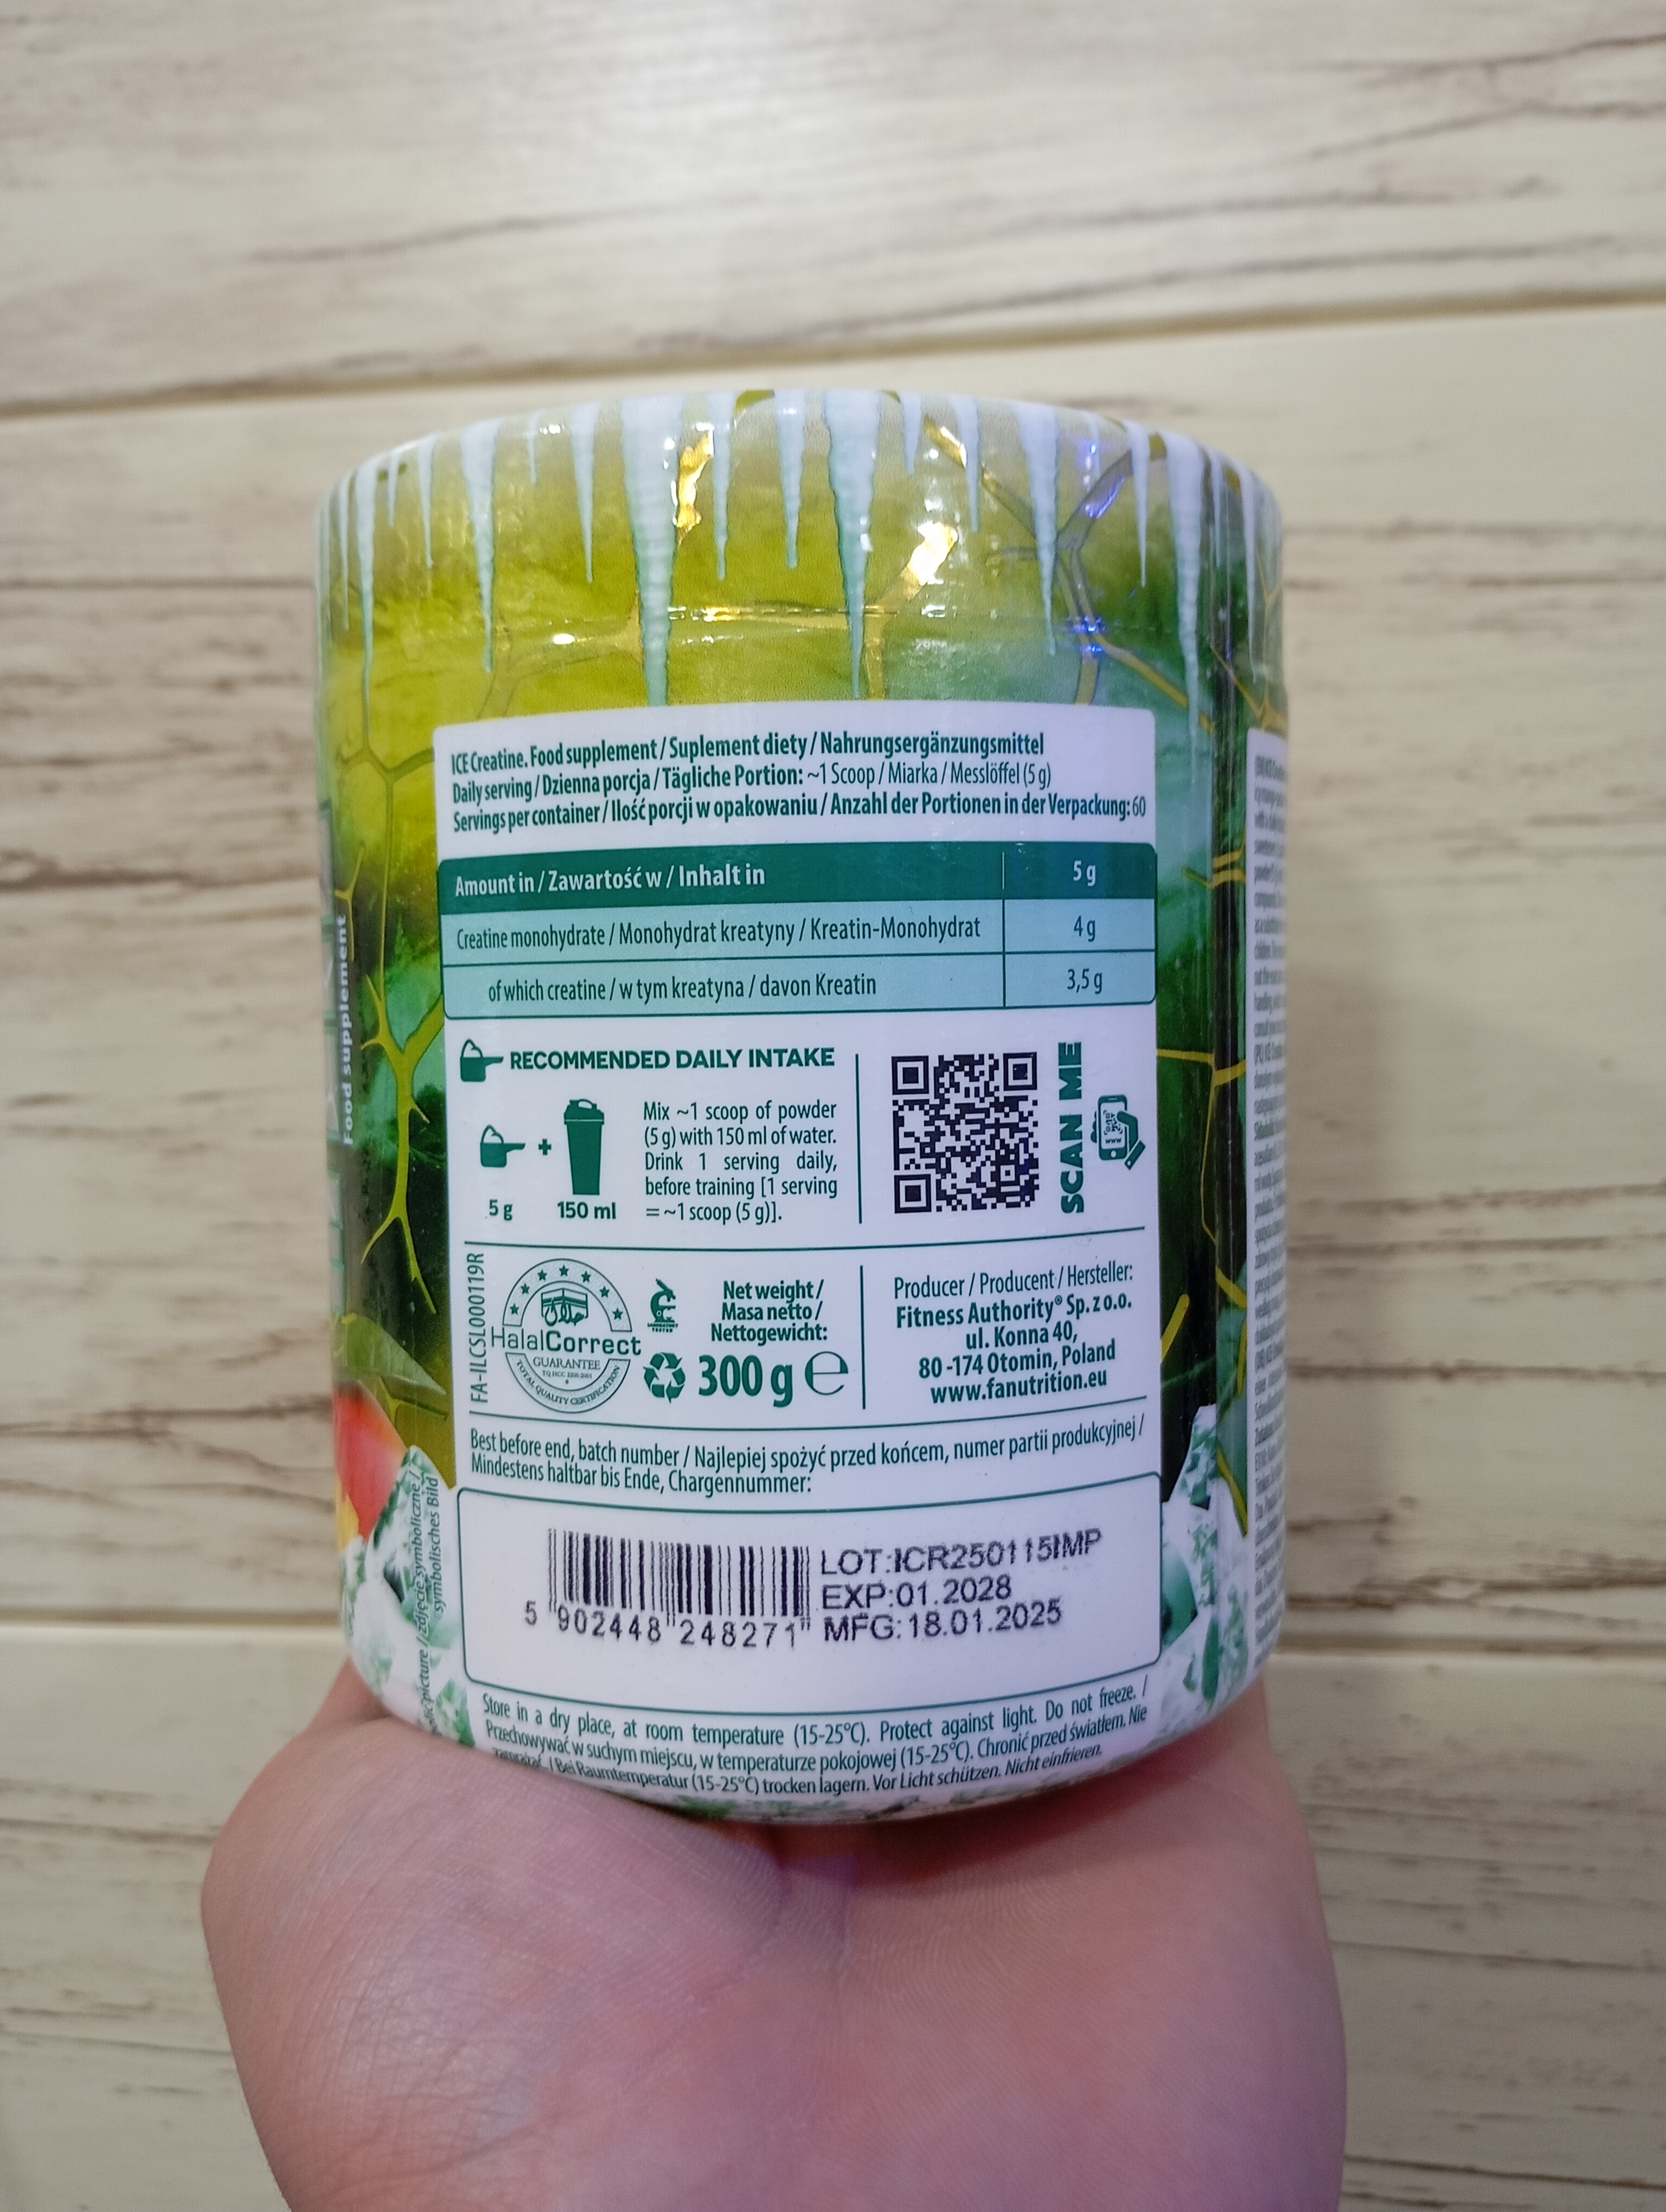 ICE Creatine. Food supplement / Suplement diety / Nahrungsergänzungsmittel
Daily serving / Dzienna porcja / Tägliche Portion: ~1 Scoop / Miarka / Messlöffel (5 g)
Servings per container / Ilość porcji w opakowaniu / Anzahl der Portionen in der Verpackung: 60
Amount in / Zawartość w / Inhalt in 5 g
Creatine monohydrate / Monohydrat kreatyny / Kreatin-Monohydrat 4 g
of which creatine / w tym kreatyna / davon Kreatin 3,5 g
RECOMMENDED DAILY INTAKE
+
5 g 150 ml
Mix ~1 scoop of powder
(5 g) with 150 ml of water.
Drink 1 serving daily,
before training [1 serving
= ~1 scoop (5 g)].
SCAN ME
FA-ILCSL000119R
HalalCorrect
GUARANTEE
TOTAL QUALITY CERTIFICATION
Net weight /
Masa netto /
Nettogewicht:
300 g ℮
Producer / Producent / Hersteller:
Fitness Authority® Sp. z o.o.
ul. Konna 40,
80 -174 Otomin, Poland
www.fanutrition.eu
Best before end, batch number / Najlepiej spożyć przed końcem, numer partii produkcyjnej /
Mindestens haltbar bis Ende, Chargennummer:
5 902448 248271
LOT:ICR250115IMP
EXP:01.2028
MFG:18.01.2025
Store in a dry place, at room temperature (15-25°C). Protect against light. Do not freeze. /
Przechowywać w suchym miejscu, w temperaturze pokojowej (15-25°C). Chronić przed światłem. Nie
zamrażać. / Bei Raumtemperatur (15-25°C) trocken lagern. Vor Licht schützen. Nicht einfrieren.
Food supplement
picture / zdjęcie symboliczne /
symbolisches Bild